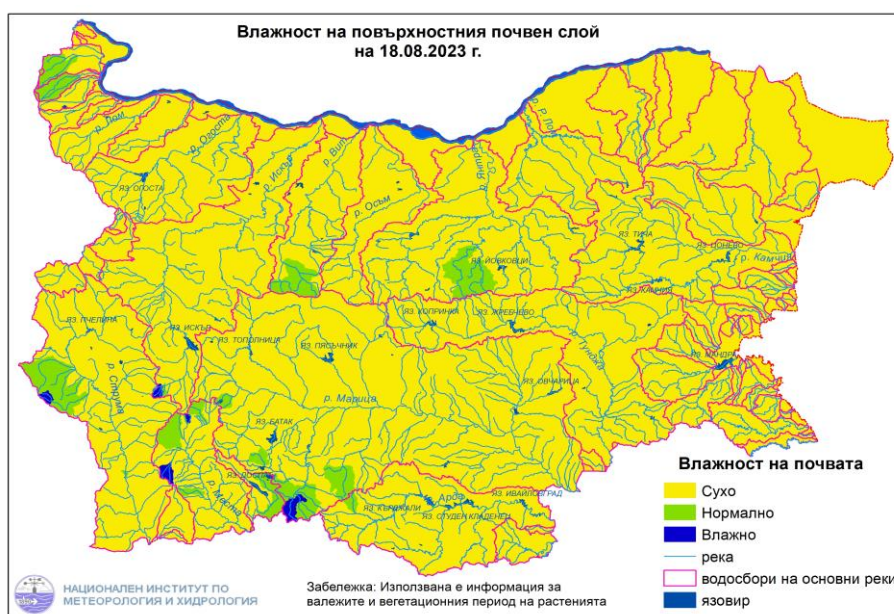 Влажност на повърхностния почвен слой
на 18.08.2023 г.
р. Лом
р. Огоста
р. Искър
р. Вит
р. Осъм
р. Янтра
р. Р.Лом
ЯЗ. ОГОСТА
ЯЗ. ЙОВКОВЦИ
ЯЗ. ТИЧА
ЯЗ. ЦОНЕВО
р. Камчия
ЯЗ. КАМЧИЯ
ЯЗ. ПЧЕЛИНА
ЯЗ. ИСКЪР
ЯЗ. ТОПОЛНИЦА
ЯЗ. ПЯСЪЧНИК
ЯЗ. КОПРИНКА
ЯЗ. ЖРЕБЧЕВО
р. Тунджа
ЯЗ. МАНДРА
р. Струма
р. Марица
ЯЗ. ОВЧАРИЦА
ЯЗ. БАТАК
ЯЗ. ДОСПАТ
р. Места
р. Арда
ЯЗ. КЪРДЖАЛИ
ЯЗ. СТУДЕН КЛАДЕНЕЦ
ЯЗ. ИВАЙЛОВГРАД
Влажност на почвата
Сухо
Нормално
Влажно
река
водосбори на основни реки
язовир
НАЦИОНАЛЕН ИНСТИТУТ ПО
МЕТЕОРОЛОГИЯ И ХИДРОЛОГИЯ
Забележка: Използвана е информация за
валежите и вегетационния период на растенията